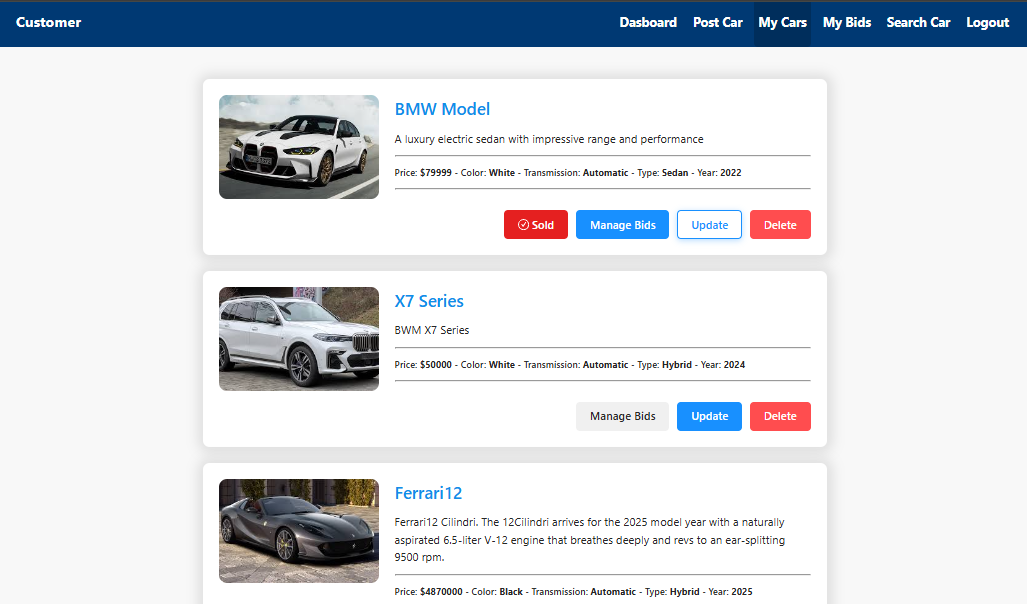 Customer
Dasboard Post Car My Cars My Bids Search Car Logout
BMW Model
A luxury electric sedan with impressive range and performance
Price: $79999 - Color: White - Transmission: Automatic - Type: Sedan - Year: 2022
Sold Manage Bids Update Delete
X7 Series
BWM X7 Series
Price: $50000 - Color: White - Transmission: Automatic - Type: Hybrid - Year: 2024
Manage Bids Update Delete
Ferrari12
Ferrari12 Cilindri. The 12Cilindri arrives for the 2025 model year with a naturally
aspirated 6.5-liter V-12 engine that breathes deeply and revs to an ear-splitting
9500 rpm.
Price: $4870000 - Color: Black - Transmission: Automatic - Type: Hybrid - Year: 2025